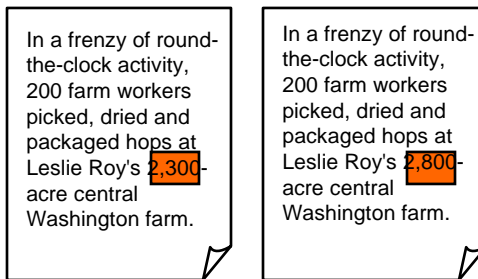 In a frenzy of round-
the-clock activity,
200 farm workers
picked, dried and
packaged hops at
Leslie Roy's 2,300-
acre central
Washington farm.
In a frenzy of round-
the-clock activity,
200 farm workers
picked, dried and
packaged hops at
Leslie Roy's 2,800-
acre central
Washington farm.